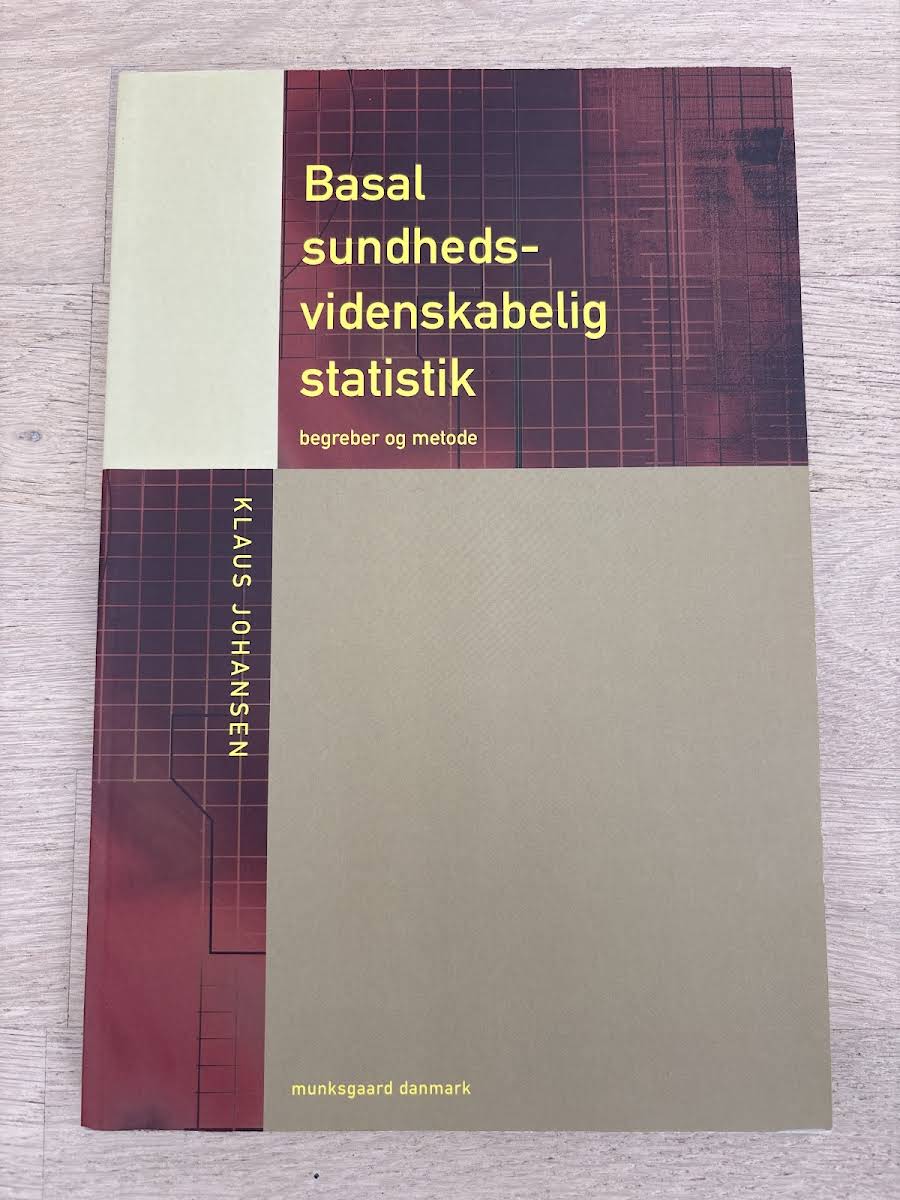 Basal
sundheds-
videnskabelig
statistik
begreber og metode
KLAUS JOHANSEN
munksgaard danmark